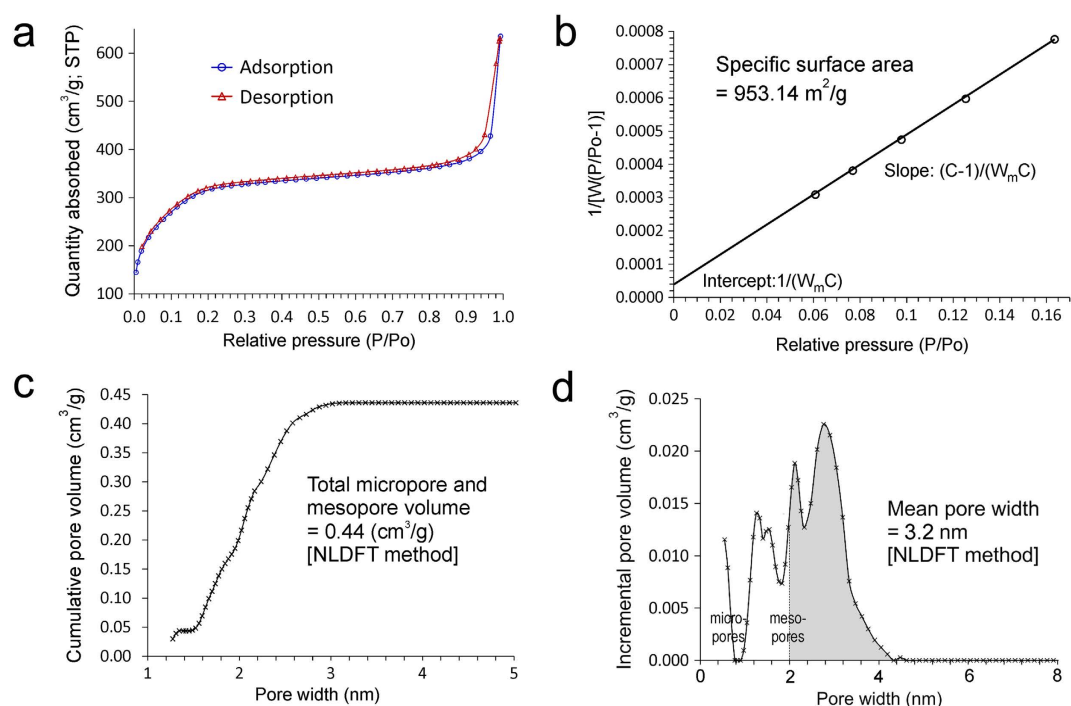 a
Quantity absorbed (cm³/g; STP)
600
500
400
300
200
100
Adsorption
Desorption
0.0 0.1 0.2 0.3 0.4 0.5 0.6 0.7 0.8 0.9 1.0
Relative pressure (P/Po)
b
1/[W(P/Po-1)]
0.0008
0.0007
0.0006
0.0005
0.0004
0.0003
0.0002
0.0001
0.0000
Specific surface area
= 953.14 m²/g
Slope: (C-1)/(WmC)
Intercept:1/(WmC)
0 0.02 0.04 0.06 0.08 0.1 0.12 0.14 0.16
Relative pressure (P/Po)
c
Cumulative pore volume (cm³/g)
0.45
0.40
0.35
0.30
0.25
0.20
0.15
0.10
0.05
0.00
Total micropore and
mesopore volume
= 0.44 (cm³/g)
[NLDFT method]
1 2 3 4 5
Pore width (nm)
d
Incremental pore volume (cm³/g)
0.025
0.020
0.015
0.010
0.005
0.000
Mean pore width
= 3.2 nm
[NLDFT method]
micro-
pores
meso-
pores
0 2 4 6 8
Pore width (nm)